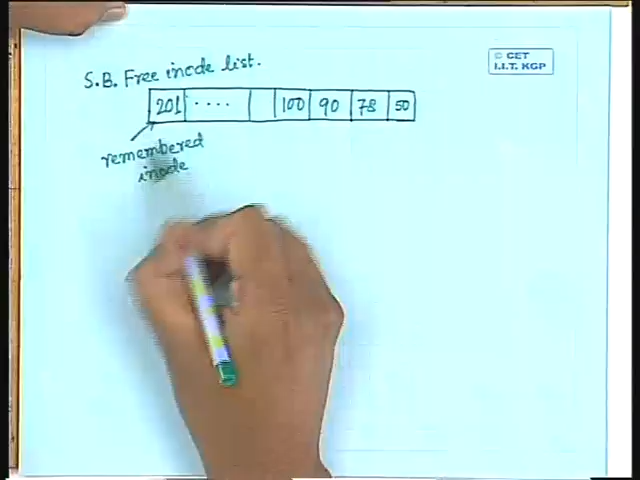 © CET
I.I.T. KGP
S.B. Free inode list.
201 .... 100 90 78 50
remembered
inode